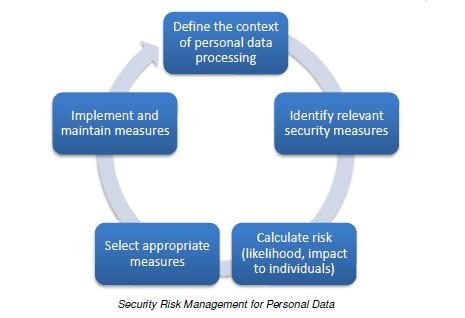 Define the context
of personal data
processing
Identify relevant
security measures
Calculate risk
(likelihood, impact
to individuals)
Select appropriate
measures
Implement and
maintain measures
Security Risk Management for Personal Data